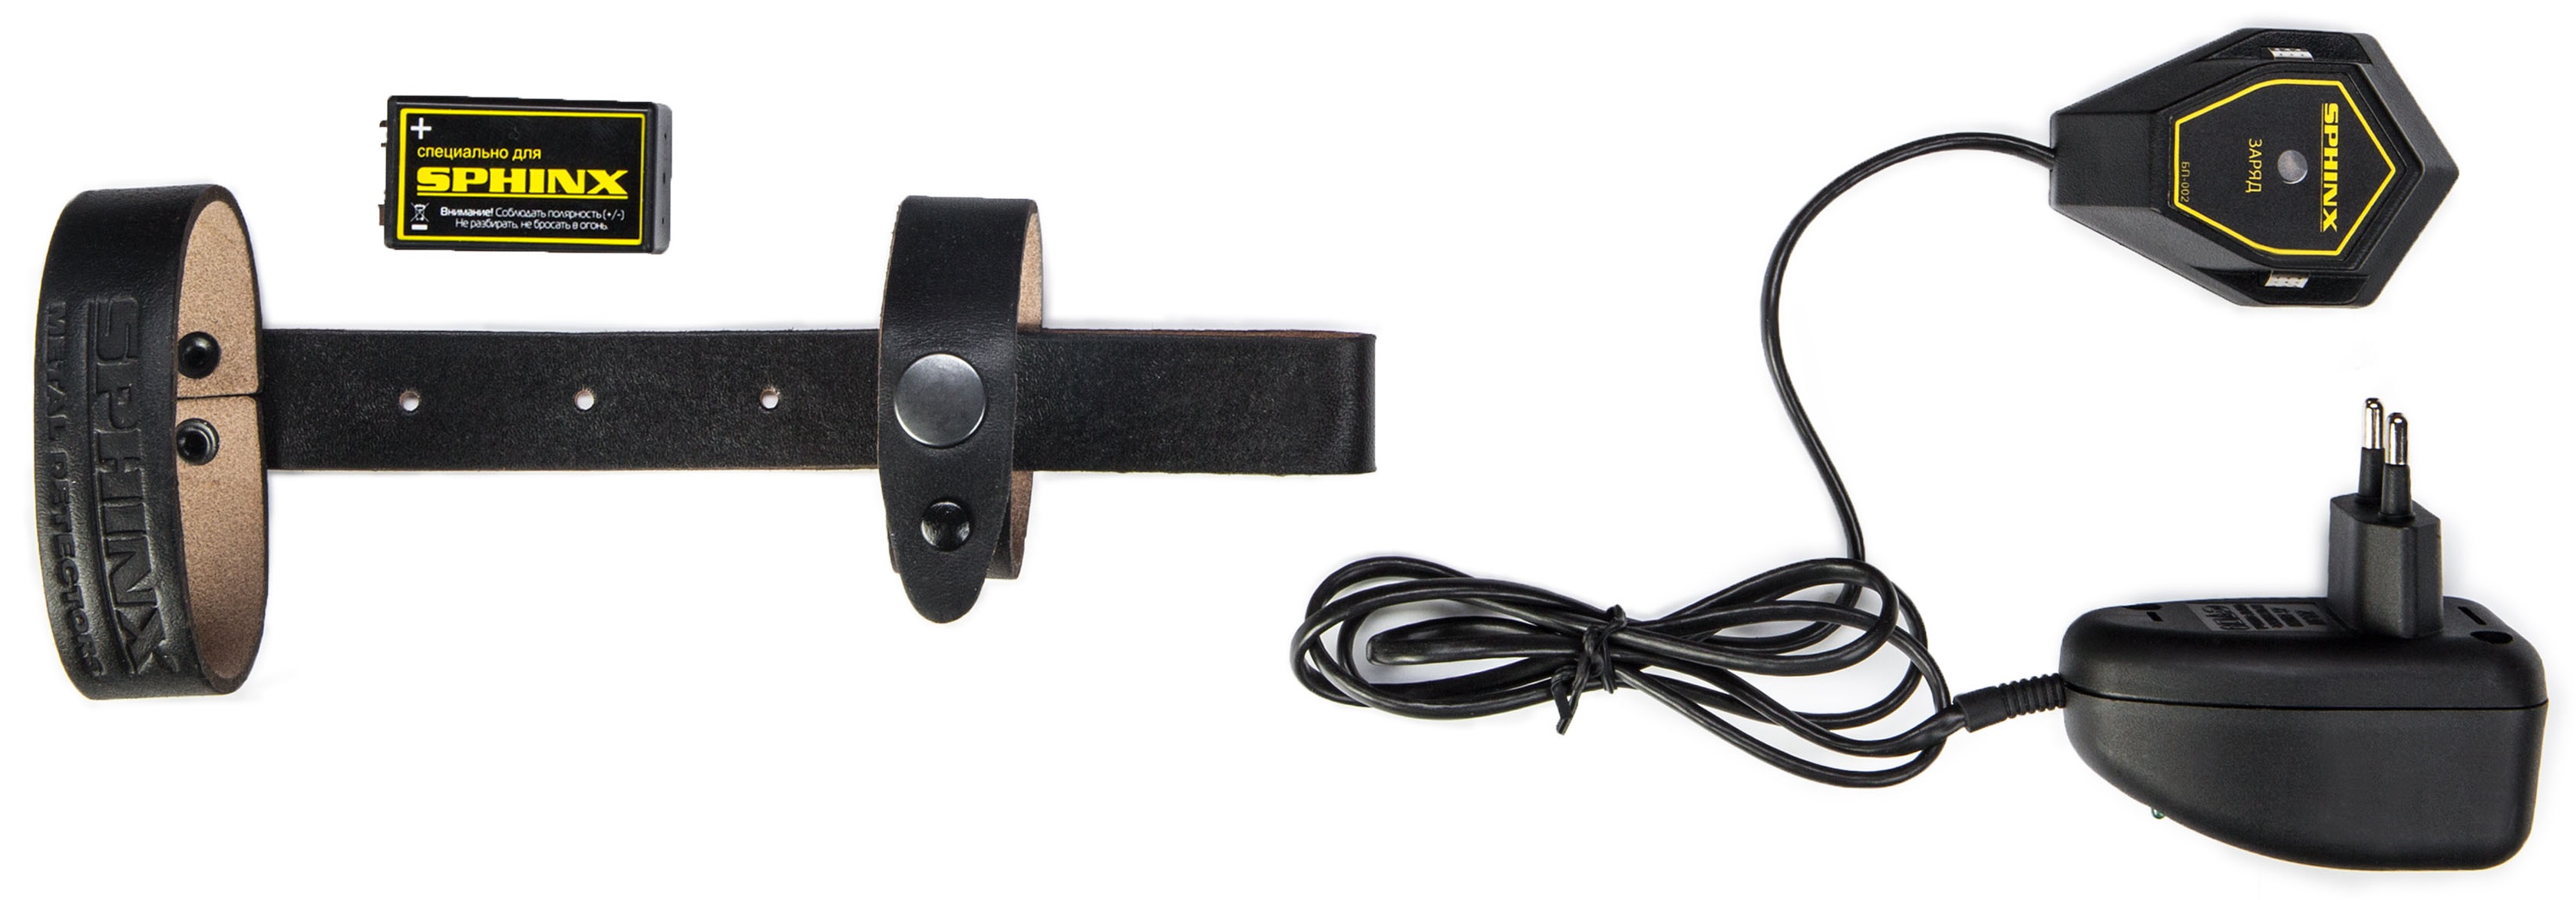 +
специально для
SPHINX
Внимание! Соблюдать полярность (+/-)
Не разбирать, не бросать в огонь.
SPHINX
METAL DETECTORS
SPHINX
ЗАРЯД
БП-002